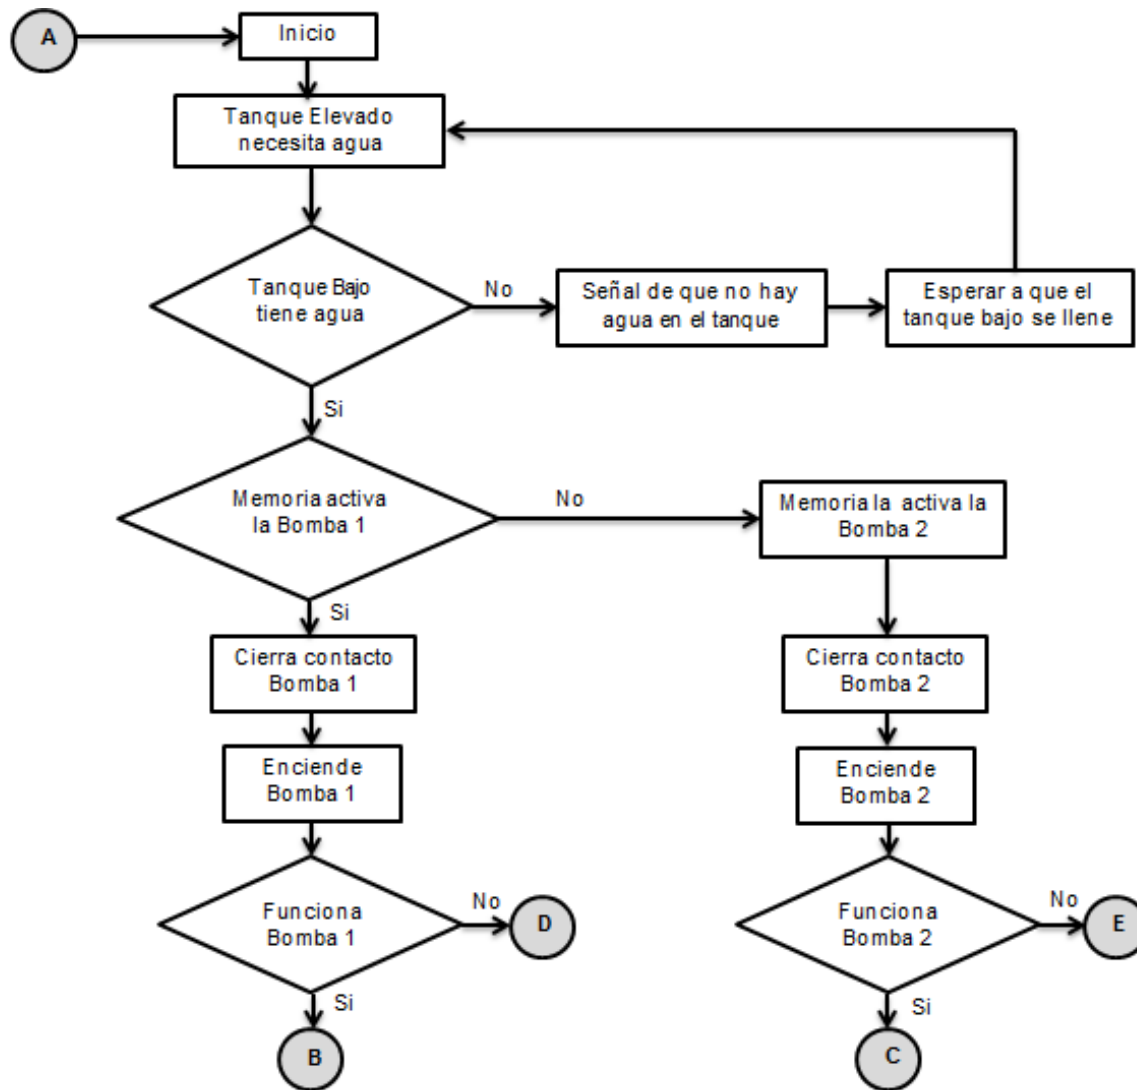 A
Inicio
Tanque Elevado
necesita agua
Tanque Bajo
tiene agua
No
Señal de que no hay
agua en el tanque
Esperar a que el
tanque bajo se llene
Si
Memoria activa
la Bomba 1
No
Memoria la activa la
Bomba 2
Si
Cierra contacto
Bomba 1
Cierra contacto
Bomba 2
Enciende
Bomba 1
Enciende
Bomba 2
Funciona
Bomba 1
No
D
Funciona
Bomba 2
No
E
Si
B
Si
C